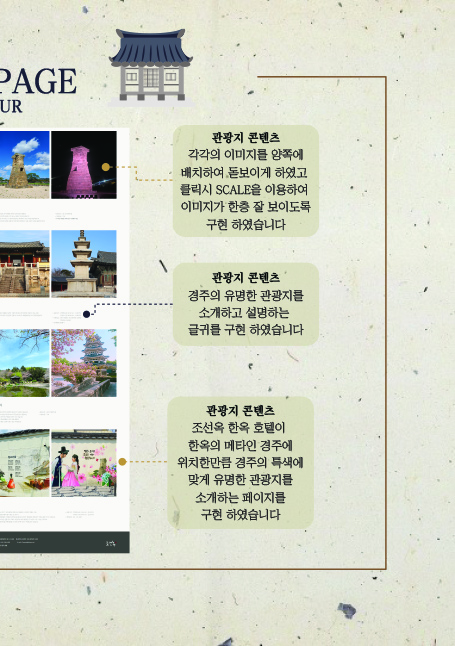 PAGE
UR
관광지 콘텐츠
각각의 이미지를 양쪽에
배치하여 돋보이게 하였고
클릭시 SCALE을 이용하여
이미지가 한층 잘 보이도록
구현 하였습니다
관광지 콘텐츠
경주의 유명한 관광지를
소개하고 설명하는
글귀를 구현 하였습니다
관광지 콘텐츠
조선옥 한옥 호텔이
한옥의 메타인 경주에
위치한만큼 경주의 특색에
맞게 유명한 관광지를
소개하는 페이지를
구현 하였습니다